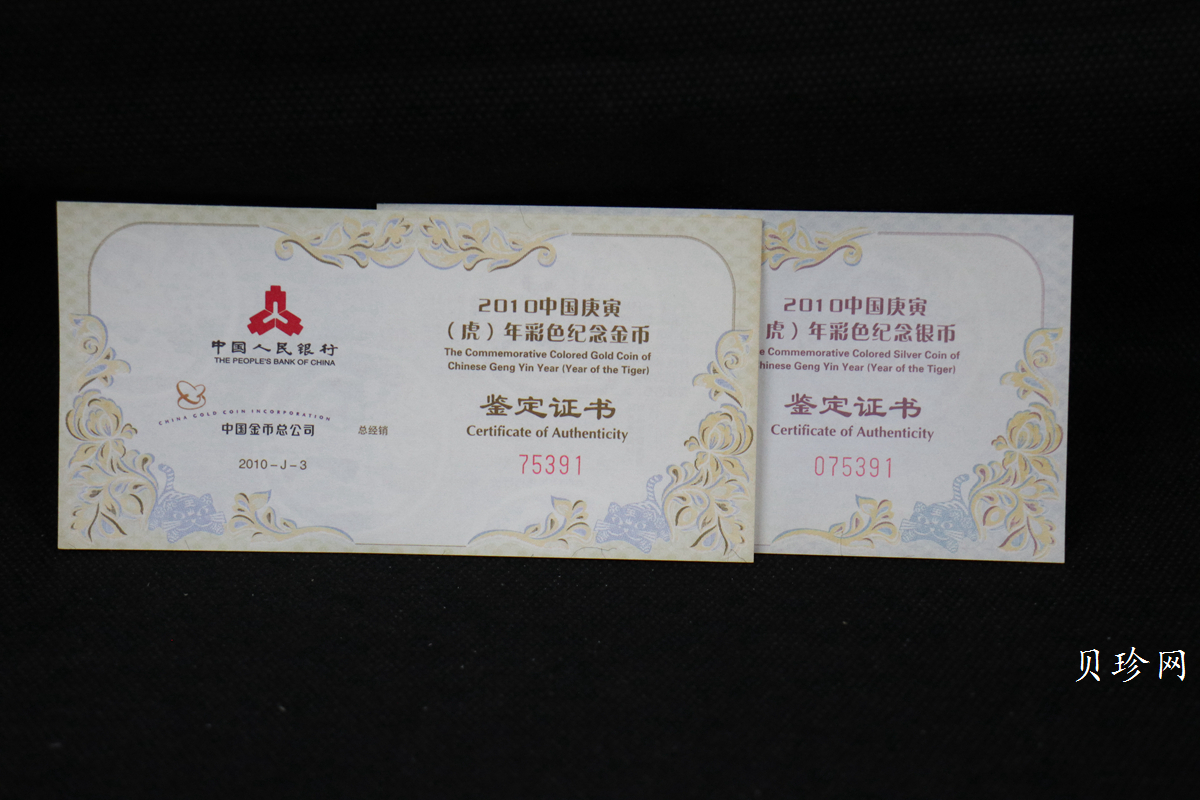 中国人民银行
THE PEOPLE'S BANK OF CHINA
CHINA GOLD COIN INCORPORATION
中国金币总公司
总经销
2010-J-3
2010中国庚寅
（虎）年彩色纪念金币
The Commemorative Colored Gold Coin of
Chinese Geng Yin Year (Year of the Tiger)
鉴定证书
Certificate of Authenticity
75391
2010中国庚寅
虎）年彩色纪念银币
e Commemorative Colored Silver Coin of
hinese Geng Yin Year (Year of the Tiger)
鉴定证书
Certificate of Authenticity
075391
贝珍网